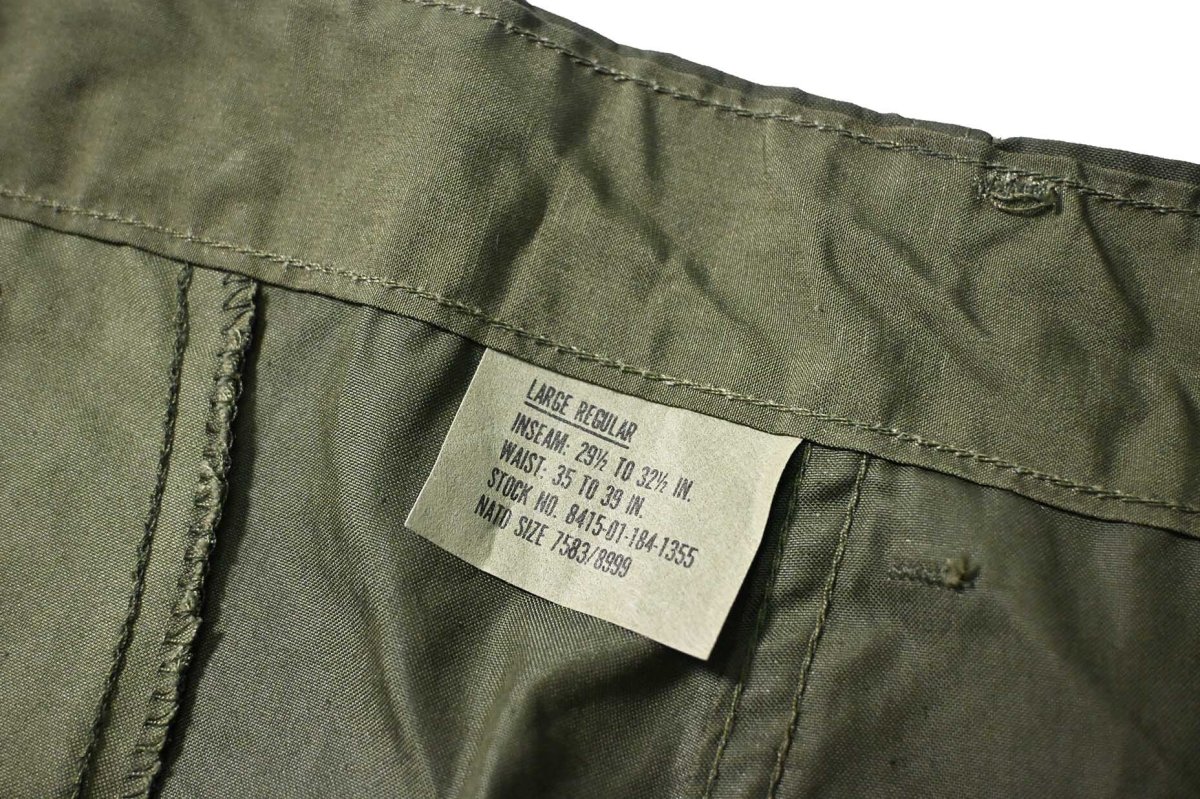 LARGE REGULAR
INSEAM: 29½ TO 32½ IN.
WAIST: 35 TO 39 IN.
STOCK NO. 8415-01-184-1355
NATO SIZE 7583/8999